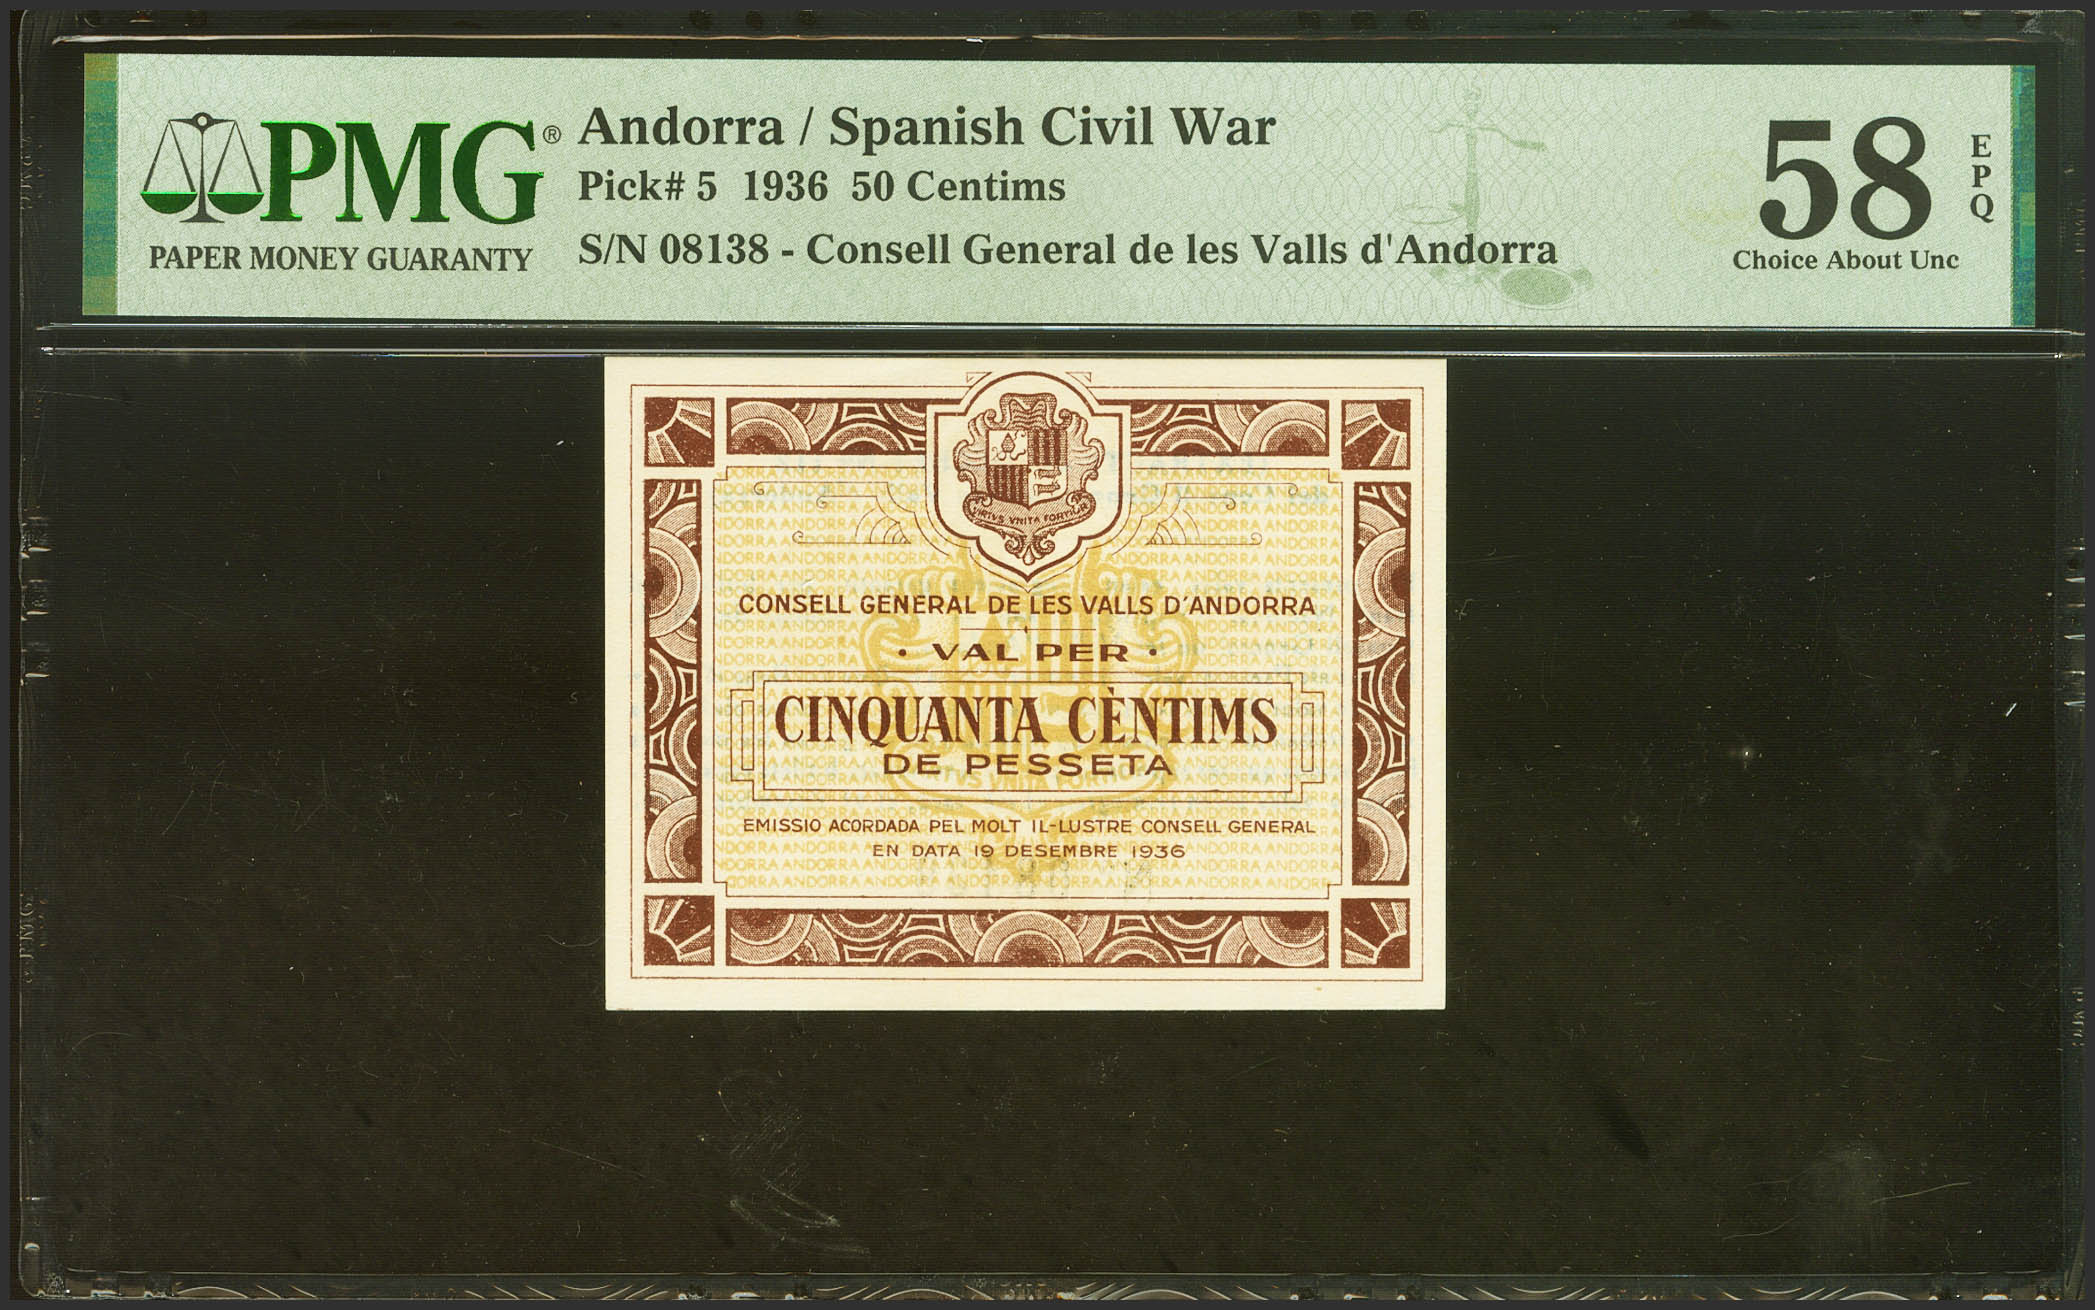 PMG®
PAPER MONEY GUARANTY
Andorra / Spanish Civil War
Pick# 5 1936 50 Centims
S/N 08138 - Consell General de les Valls d'Andorra
58
EPQ
Choice About Unc
VIRTVS VNITA FORTIOR
CONSELL GENERAL DE LES VALLS D'ANDORRA
· VAL PER ·
CINQUANTA CÈNTIMS
DE PESSETA
EMISSIO ACORDADA PEL MOLT IL-LUSTRE CONSELL GENERAL
EN DATA 19 DESEMBRE 1936